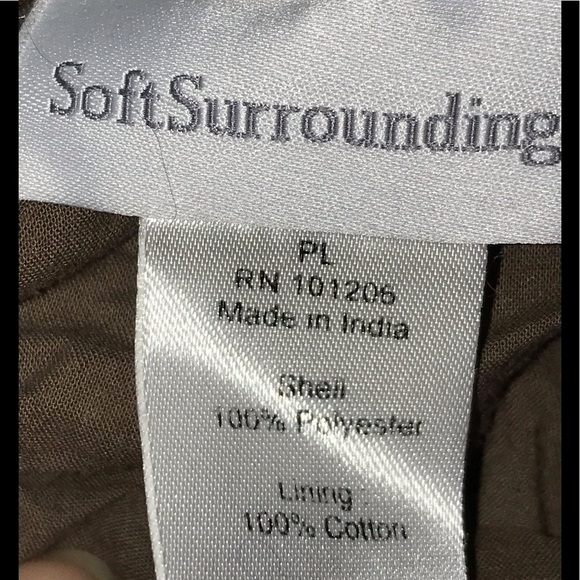 SoftSurrounding
PL
RN 101206
Made in India
Shell
100% Polyester
Lining
100% Cotton